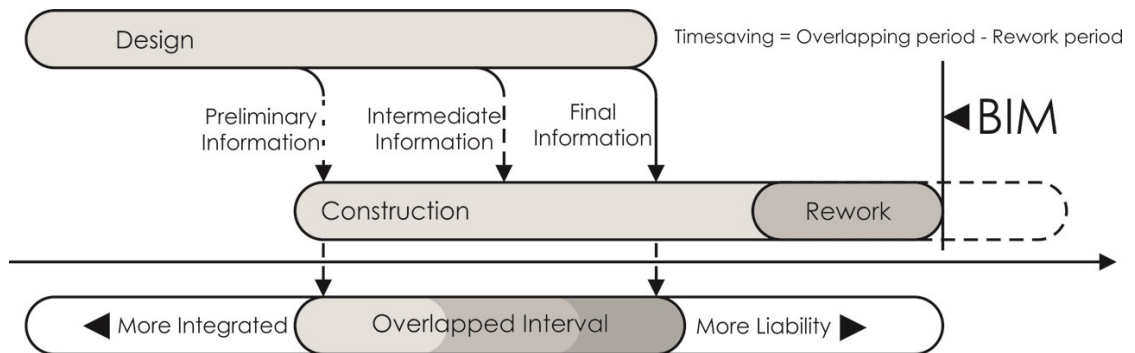 Design
Timesaving = Overlapping period - Rework period
Preliminary
Information
Intermediate
Information
Final
Information
BIM
Construction
Rework
More Integrated
Overlapped Interval
More Liability